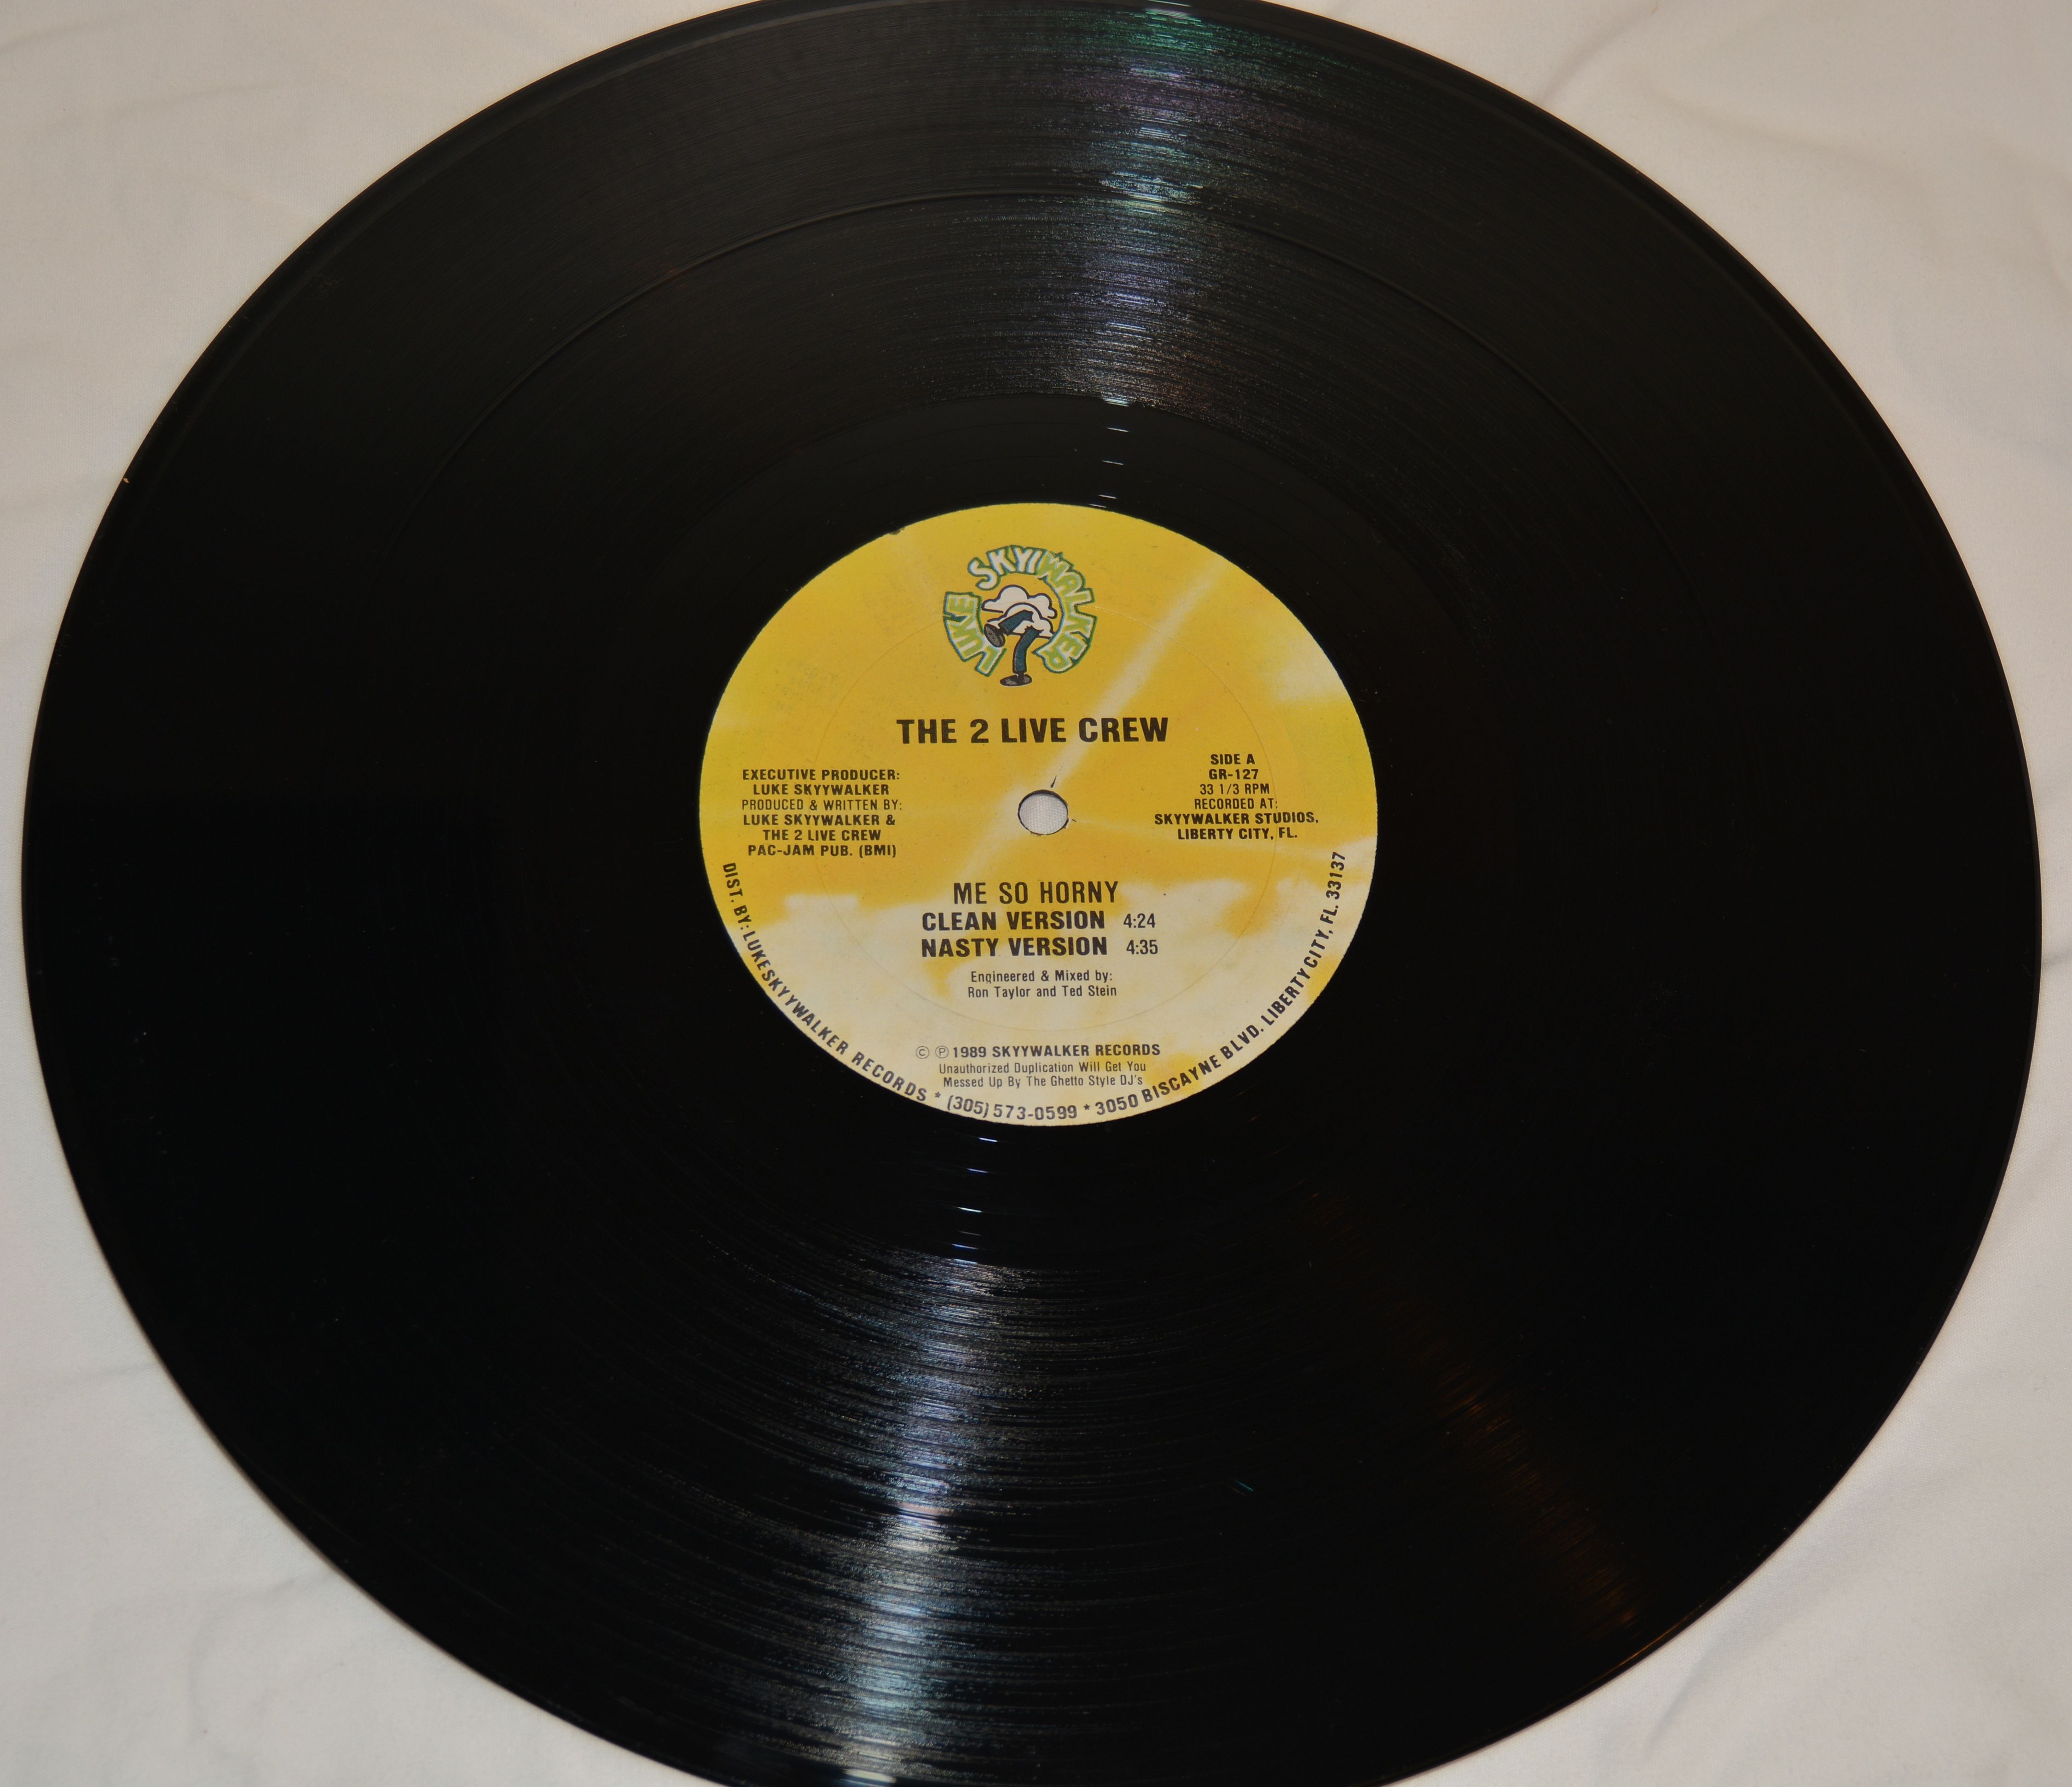 LUKE SKYYWALKER
THE 2 LIVE CREW
EXECUTIVE PRODUCER:
LUKE SKYYWALKER
PRODUCED & WRITTEN BY:
LUKE SKYYWALKER &
THE 2 LIVE CREW
PAC-JAM PUB. (BMI)
SIDE A
GR-127
33 1/3 RPM
RECORDED AT:
SKYYWALKER STUDIOS,
LIBERTY CITY, FL.
ME SO HORNY
CLEAN VERSION 4:24
NASTY VERSION 4:35
Engineered & Mixed by:
Ron Taylor and Ted Stein
© ℗ 1989 SKYYWALKER RECORDS
Unauthorized Duplication Will Get You
Messed Up By The Ghetto Style DJ's
DIST. BY: LUKE SKYYWALKER RECORDS * (305) 573-0599 * 3050 BISCAYNE BLVD. LIBERTY CITY, FL. 33137